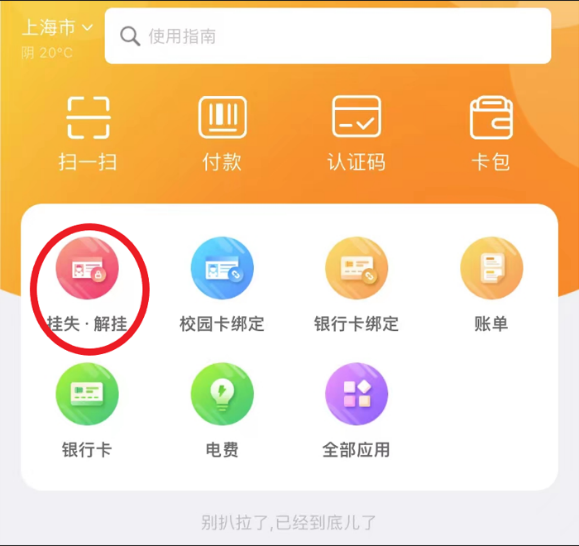 上海市
使用指南
阴 20°C
扫一扫
付款
认证码
卡包
挂失·解挂
校园卡绑定
银行卡绑定
账单
银行卡
电费
全部应用
别扒拉了,已经到底儿了